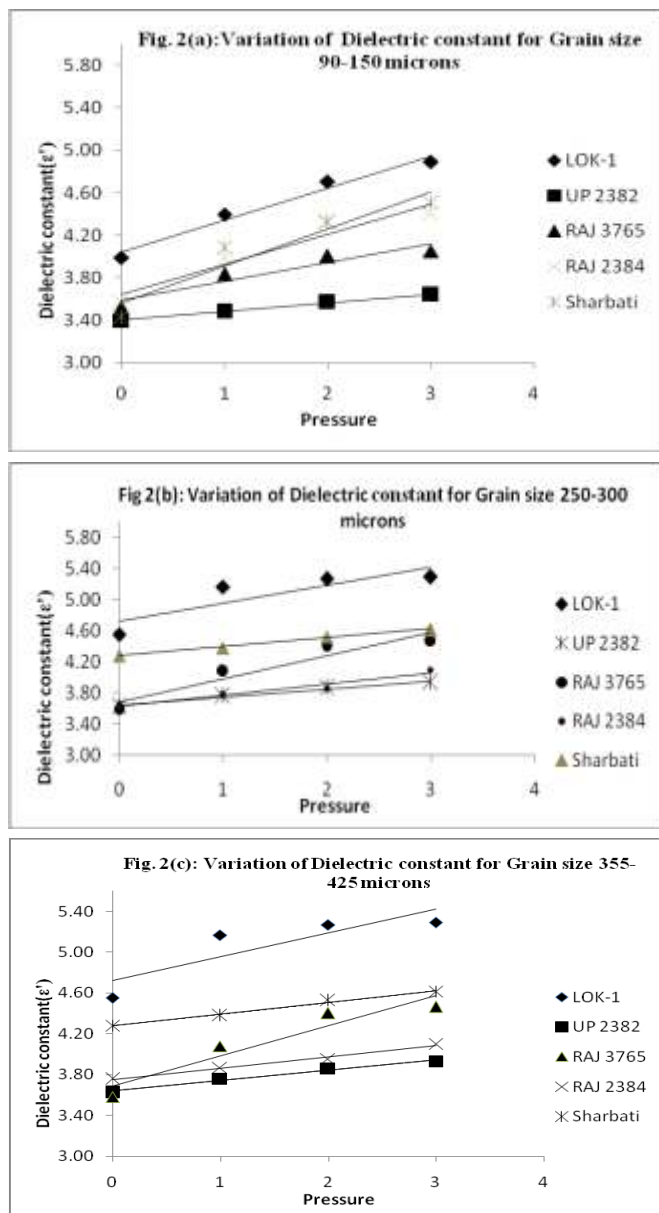 Fig. 2(a):Variation of Dielectric constant for Grain size
90-150 microns
5.80
5.40
5.00
4.60
4.20
3.80
3.40
3.00
Dielectric constant(ε')
0 1 2 3 4
Pressure
LOK-1
UP 2382
RAJ 3765
RAJ 2384
Sharbati
Fig 2(b): Variation of Dielectric constant for Grain size 250-300
microns
5.80
5.40
5.00
4.60
4.20
3.80
3.40
3.00
Dielectric constant(ε')
0 1 2 3 4
Pressure
LOK-1
UP 2382
RAJ 3765
RAJ 2384
Sharbati
Fig. 2(c): Variation of Dielectric constant for Grain size 355-
425 microns
5.40
5.00
4.60
4.20
3.80
3.40
3.00
Dielectric constant(ε')
0 1 2 3 4
Pressure
LOK-1
UP 2382
RAJ 3765
RAJ 2384
Sharbati